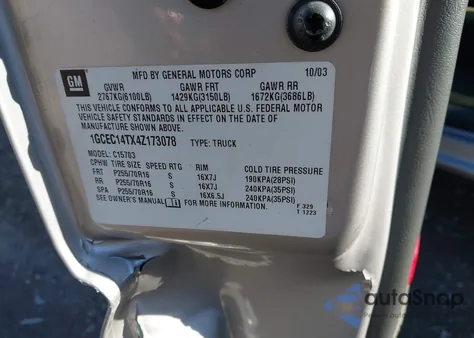 GM
MFD BY GENERAL MOTORS CORP 10/03
GVWR GAWR FRT GAWR RR
2767KG(6100LB) 1429KG(3150LB) 1672KG(3686LB)
THIS VEHICLE CONFORMS TO ALL APPLICABLE U.S. FEDERAL MOTOR
VEHICLE SAFETY STANDARDS IN EFFECT ON THE DATE OF
MANUFACTURE SHOWN ABOVE.
1GCEC14TX4Z173078 TYPE: TRUCK
MODEL: C15703
CPHW TIRE SIZE SPEED RTG RIM COLD TIRE PRESSURE
FRT P255/70R16 S 16X7J 190KPA(28PSI)
RR P255/70R16 S 16X7J 240KPA(35PSI)
SPA P255/70R16 S 16X6.5J 240KPA(35PSI)
SEE OWNER'S MANUAL FOR MORE INFORMATION.
F 329
T 1223
autoSnap